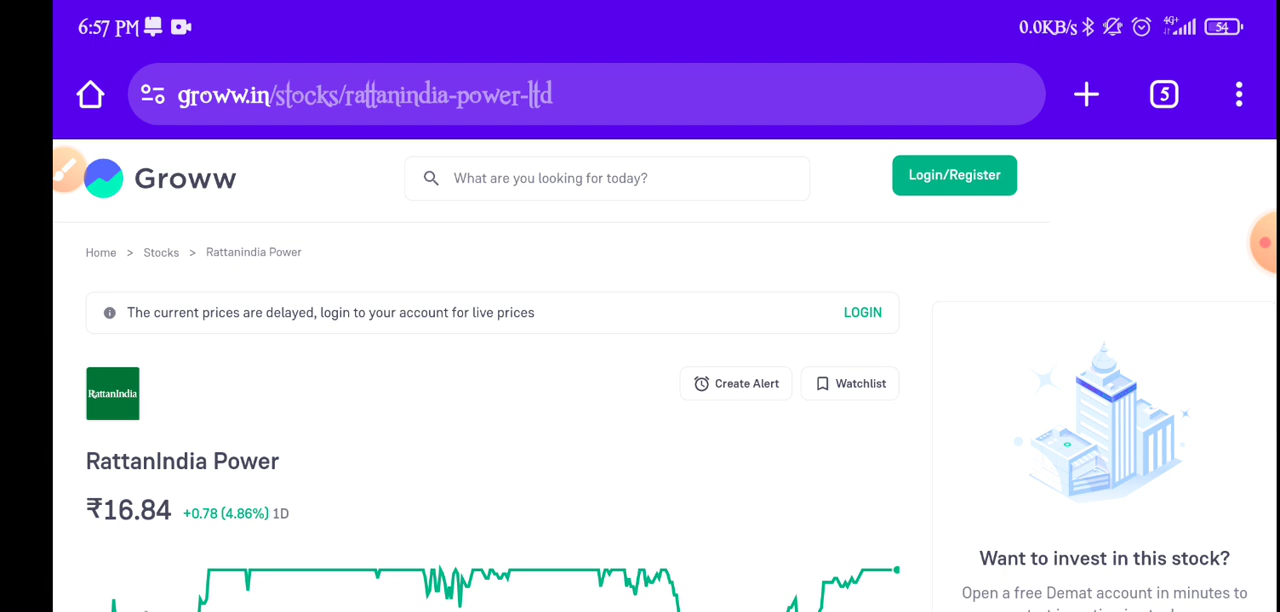 6:57 PM 0.0KB/s 4G+ 54
groww.in/stocks/rattanindia-power-ltd 5
Groww What are you looking for today? Login/Register
Home > Stocks > Rattanindia Power
The current prices are delayed, login to your account for live prices LOGIN
RattanIndia Create Alert Watchlist
RattanIndia Power
₹16.84 +0.78 (4.86%) 1D
Want to invest in this stock?
Open a free Demat account in minutes to